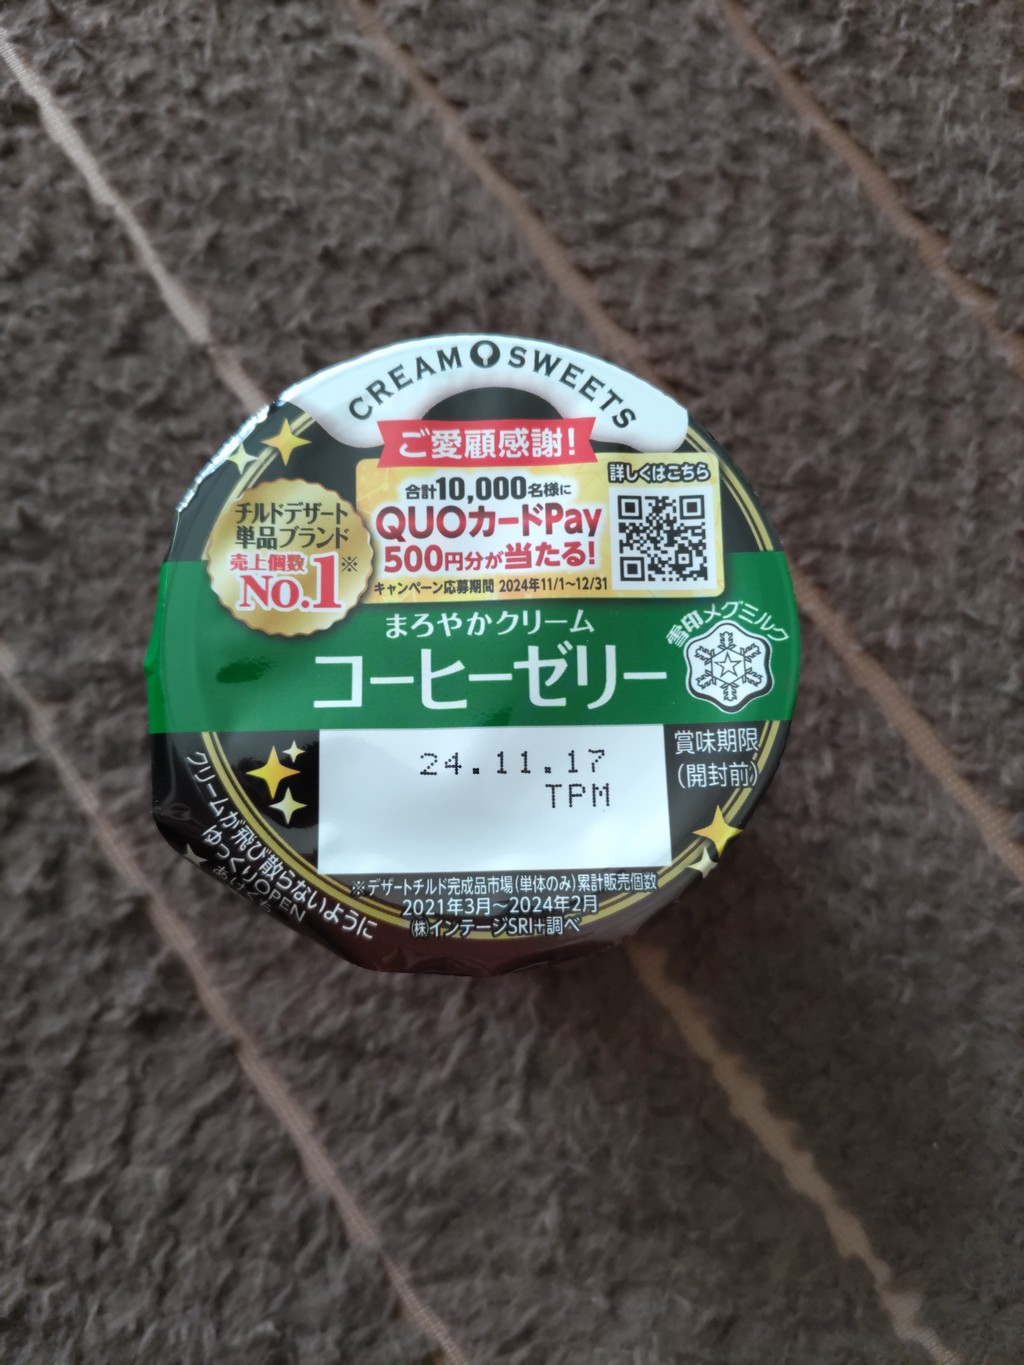 CREAM SWEETS
ご愛顧感謝!
詳しくはこちら
合計10,000名様に
QUOカードPay
500円分が当たる!
キャンペーン応募期間 2024年11/1～12/31
チルドデザート
単品ブランド
売上個数
No.1※
まろやかクリーム
コーヒーゼリー
雪印メグミルク
24.11.17
TPM
賞味期限
(開封前)
クリームが飛び散らないように
ゆっくりOPEN
あけくち
※デザートチルド完成品市場(単体のみ)累計販売個数
2021年3月～2024年2月
㈱インテージSRI+調べ